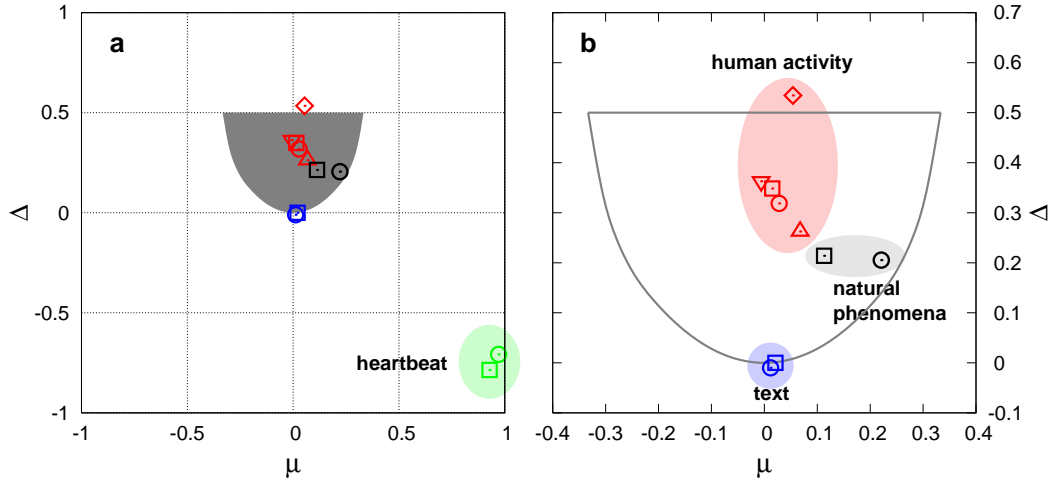 a
1
0.5
0
-0.5
-1
Δ
heartbeat
-1
-0.5
0
0.5
1
μ
b
0.7
0.6
0.5
0.4
0.3
0.2
0.1
0
-0.1
Δ
human activity
natural
phenomena
text
-0.4
-0.3
-0.2
-0.1
0
0.1
0.2
0.3
0.4
μ